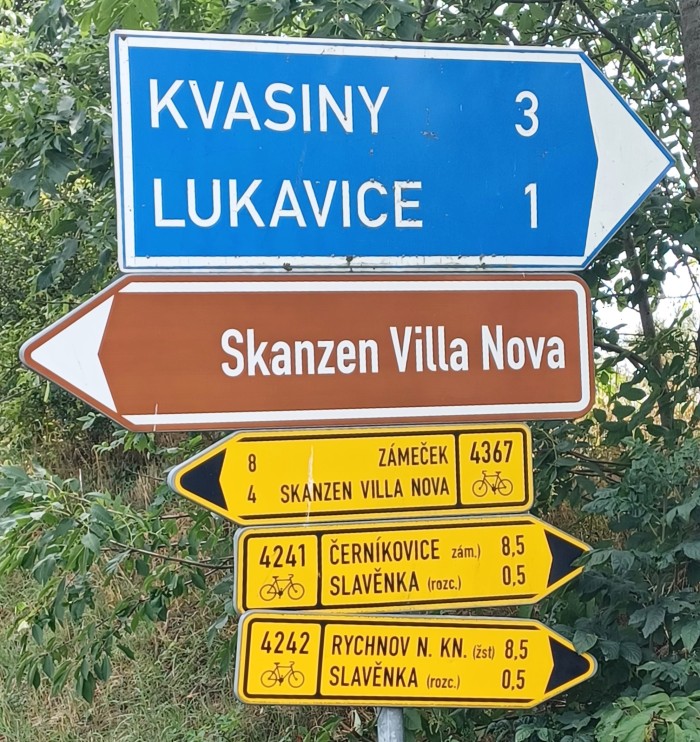 KVASINY 3
LUKAVICE 1
Skanzen Villa Nova
8 ZÁMEČEK 4367
4 SKANZEN VILLA NOVA
4241 ČERNÍKOVICE zám.) 8,5
SLAVĚNKA (rozc.) 0,5
4242 RYCHNOV N. KN. (žst) 8,5
SLAVĚNKA (rozc.) 0,5